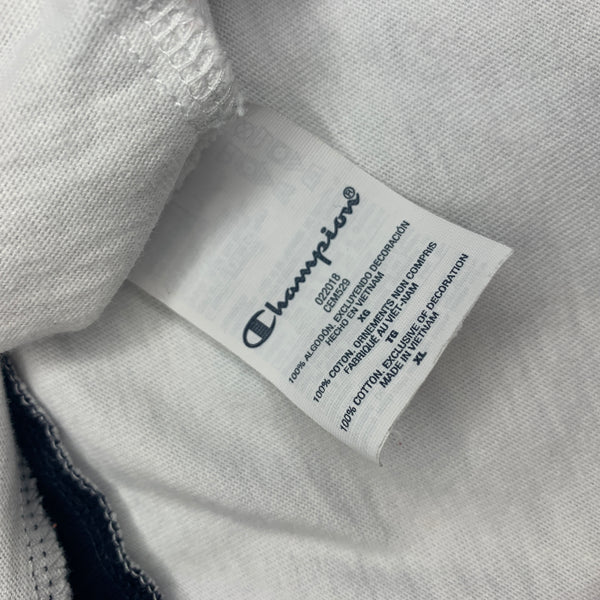 Champion®
022018
CEM529
100% ALGODÓN. EXCLUYENDO DECORACIÓN
HECHO EN VIETNAM
XG
100% COTON. ORNEMENTS NON COMPRIS
FABRIQUÉ AU VIÊT-NAM
TG
100% COTTON. EXCLUSIVE OF DECORATION
MADE IN VIETNAM
XL